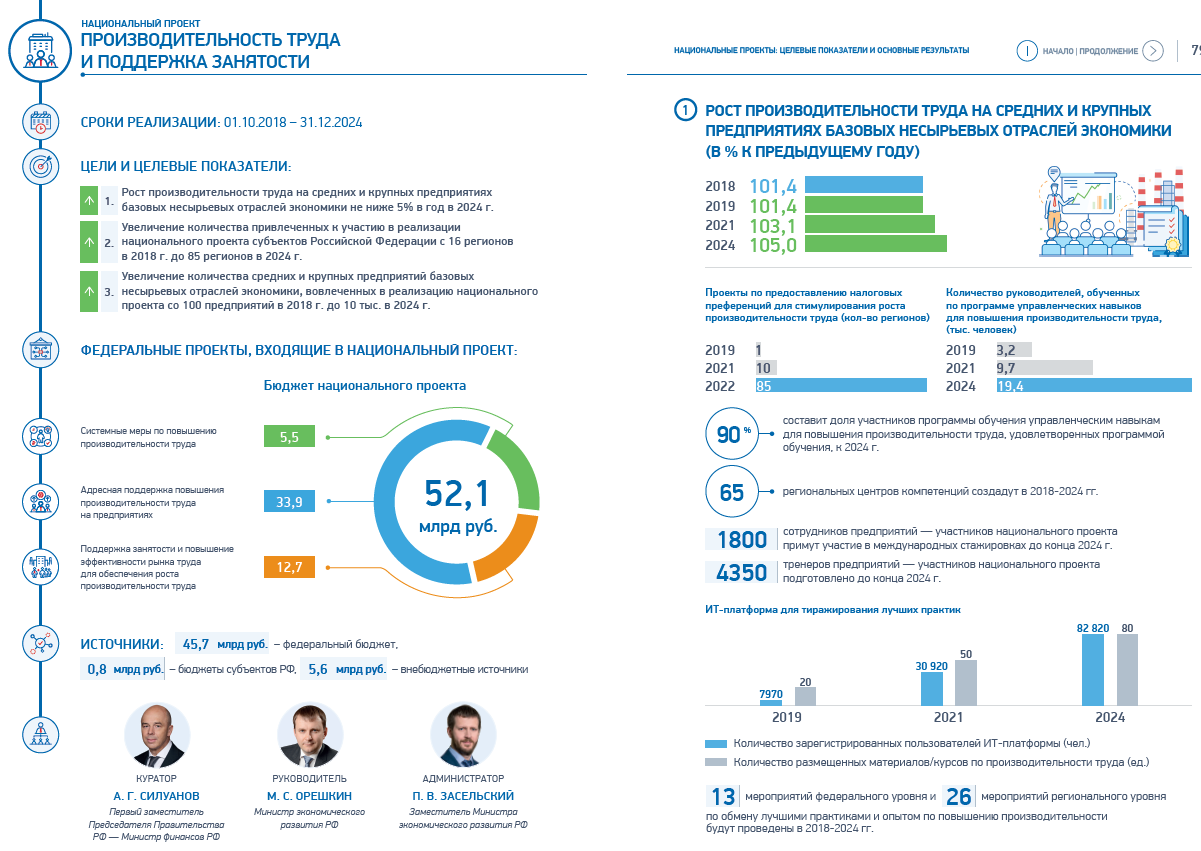 НАЦИОНАЛЬНЫЙ ПРОЕКТ
ПРОИЗВОДИТЕЛЬНОСТЬ ТРУДА
И ПОДДЕРЖКА ЗАНЯТОСТИ
СРОКИ РЕАЛИЗАЦИИ: 01.10.2018 – 31.12.2024
ЦЕЛИ И ЦЕЛЕВЫЕ ПОКАЗАТЕЛИ:
1. Рост производительности труда на средних и крупных предприятиях
базовых несырьевых отраслей экономики не ниже 5% в год в 2024 г.
2. Увеличение количества привлеченных к участию в реализации
национального проекта субъектов Российской Федерации с 16 регионов
в 2018 г. до 85 регионов в 2024 г.
3. Увеличение количества средних и крупных предприятий базовых
несырьевых отраслей экономики, вовлеченных в реализацию национального
проекта со 100 предприятий в 2018 г. до 10 тыс. в 2024 г.
ФЕДЕРАЛЬНЫЕ ПРОЕКТЫ, ВХОДЯЩИЕ В НАЦИОНАЛЬНЫЙ ПРОЕКТ:
Бюджет национального проекта
Системные меры по повышению
производительности труда
5,5
Адресная поддержка повышения
производительности труда
на предприятиях
33,9
Поддержка занятости и повышение
эффективности рынка труда
для обеспечения роста
производительности труда
12,7
52,1
млрд руб.
ИСТОЧНИКИ: 45,7 млрд руб. – федеральный бюджет,
0,8 млрд руб. – бюджеты субъектов РФ, 5,6 млрд руб. – внебюджетные источники
КУРАТОР
А. Г. СИЛУАНОВ
Первый заместитель
Председателя Правительства
РФ — Министр финансов РФ
РУКОВОДИТЕЛЬ
М. С. ОРЕШКИН
Министр экономического
развития РФ
АДМИНИСТРАТОР
П. В. ЗАСЕЛЬСКИЙ
Заместитель Министра
экономического развития РФ
НАЦИОНАЛЬНЫЕ ПРОЕКТЫ: ЦЕЛЕВЫЕ ПОКАЗАТЕЛИ И ОСНОВНЫЕ РЕЗУЛЬТАТЫ
НАЧАЛО | ПРОДОЛЖЕНИЕ
1 РОСТ ПРОИЗВОДИТЕЛЬНОСТИ ТРУДА НА СРЕДНИХ И КРУПНЫХ
ПРЕДПРИЯТИЯХ БАЗОВЫХ НЕСЫРЬЕВЫХ ОТРАСЛЕЙ ЭКОНОМИКИ
(В % К ПРЕДЫДУЩЕМУ ГОДУ)
2018 101,4
2019 101,4
2021 103,1
2024 105,0
Проекты по предоставлению налоговых
преференций для стимулирования роста
производительности труда (кол-во регионов)
2019 1
2021 10
2022 85
Количество руководителей, обученных
по программе управленческих навыков
для повышения производительности труда,
(тыс. человек)
2019 3,2
2021 9,7
2024 19,4
90 %
составит доля участников программы обучения управленческим навыкам
для повышения производительности труда, удовлетворенных программой
обучения, к 2024 г.
65
региональных центров компетенций создадут в 2018-2024 гг.
1800
сотрудников предприятий — участников национального проекта
примут участие в международных стажировках до конца 2024 г.
4350
тренеров предприятий — участников национального проекта
подготовлено до конца 2024 г.
ИТ-платформа для тиражирования лучших практик
7970 20
30 920 50
82 820 80
2019 2021 2024
Количество зарегистрированных пользователей ИТ-платформы (чел.)
Количество размещенных материалов/курсов по производительности труда (ед.)
13 мероприятий федерального уровня и 26 мероприятий регионального уровня
по обмену лучшими практиками и опытом по повышению производительности
будут проведены в 2018-2024 гг.